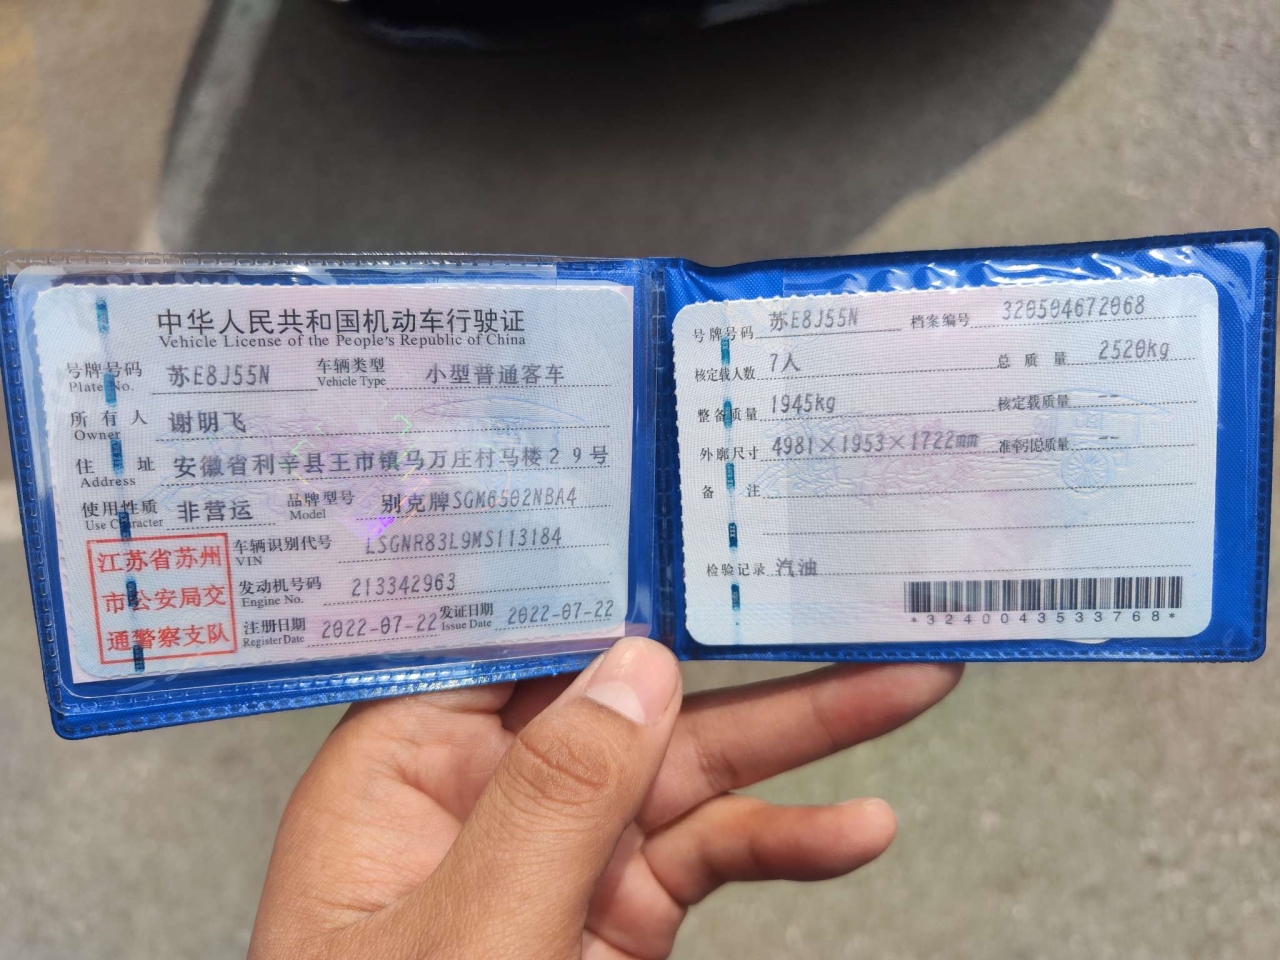 中华人民共和国机动车行驶证
Vehicle License of the People's Republic of China
号牌号码 苏E8J55N 车辆类型 小型普通客车
Plate No. Vehicle Type
所有人 谢明飞
Owner
住址 安徽省利辛县王市镇马万庄村马楼29号
Address
使用性质 非营运 品牌型号 别克牌SGM6502NBA4
Use Character Model
江苏省苏州
市公安局交
通警察支队
车辆识别代号 LSGNR83L9MS113184
VIN
发动机号码 213342963
Engine No.
注册日期 2022-07-22 发证日期 2022-07-22
Register Date Issue Date
号牌号码 苏E8J55N 档案编号 320504672068
核定载人数 7人 总质量 2520kg
整备质量 1945kg 核定载质量 --
外廓尺寸 4981×1953×1722mm 准牵引总质量 --
备注
检验记录 汽油
*3240043533768*